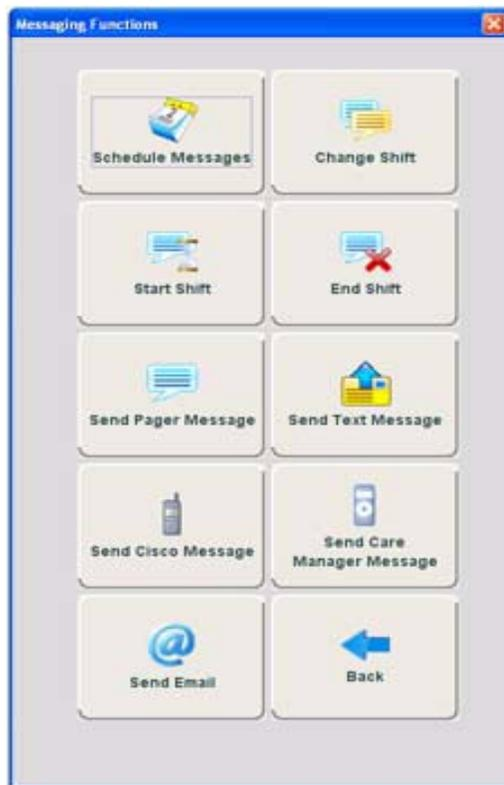 Messaging Functions
Schedule Messages
Change Shift
Start Shift
End Shift
Send Pager Message
Send Text Message
Send Cisco Message
Send Care
Manager Message
Send Email
Back